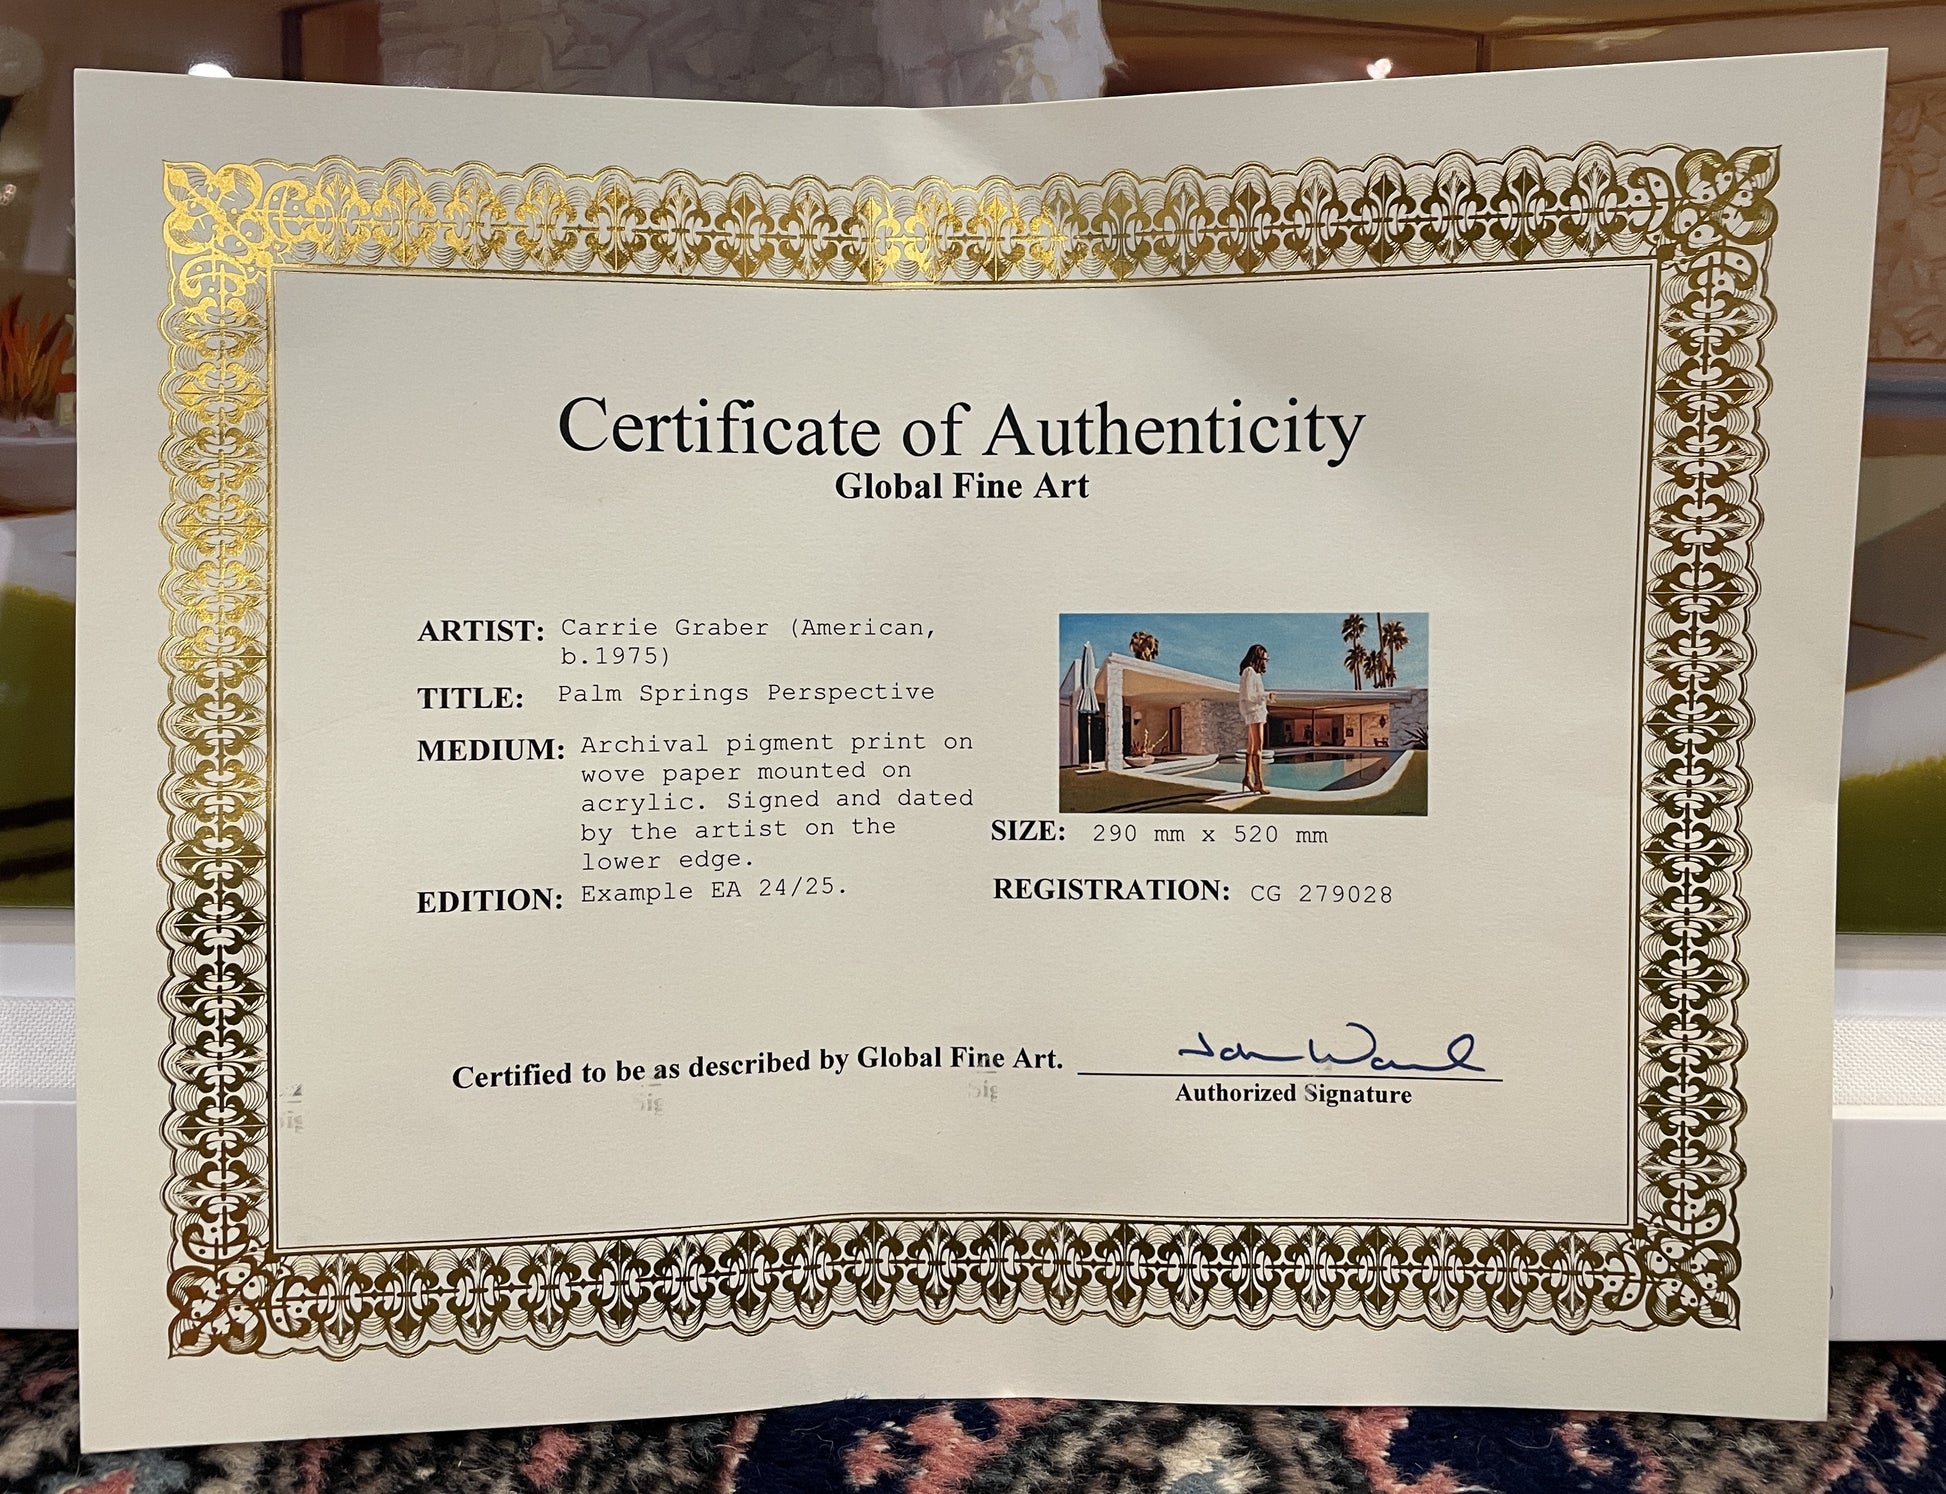 Certificate of Authenticity
Global Fine Art
ARTIST: Carrie Graber (American,
b.1975)
TITLE: Palm Springs Perspective
MEDIUM: Archival pigment print on
wove paper mounted on
acrylic. Signed and dated
by the artist on the
lower edge.
EDITION: Example EA 24/25.
SIZE: 290 mm x 520 mm
REGISTRATION: CG 279028
Certified to be as described by Global Fine Art.
Authorized Signature